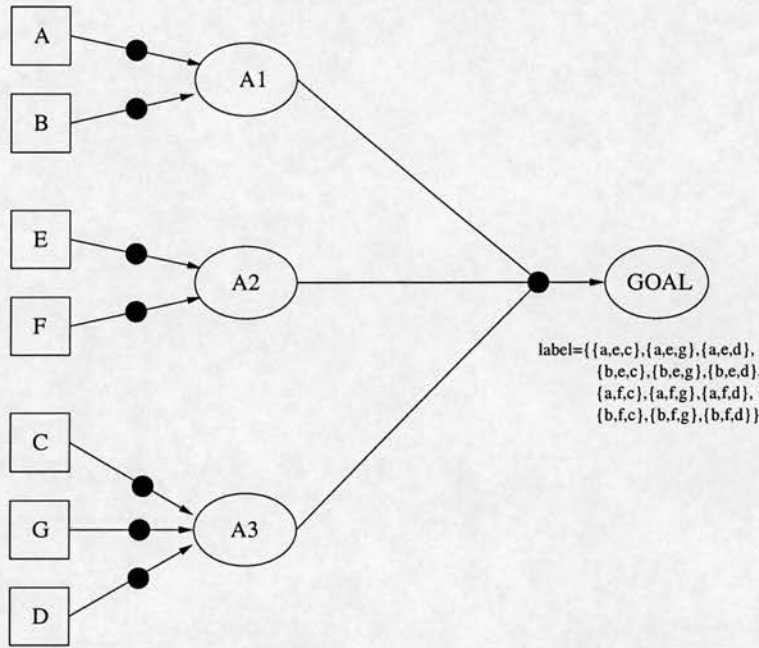 A
A1
B
E
A2
GOAL
F
label={{a,e,c},{a,e,g},{a,e,d},
{b,e,c},{b,e,g},{b,e,d},
{a,f,c},{a,f,g},{a,f,d},
{b,f,c},{b,f,g},{b,f,d}}
C
G
A3
D